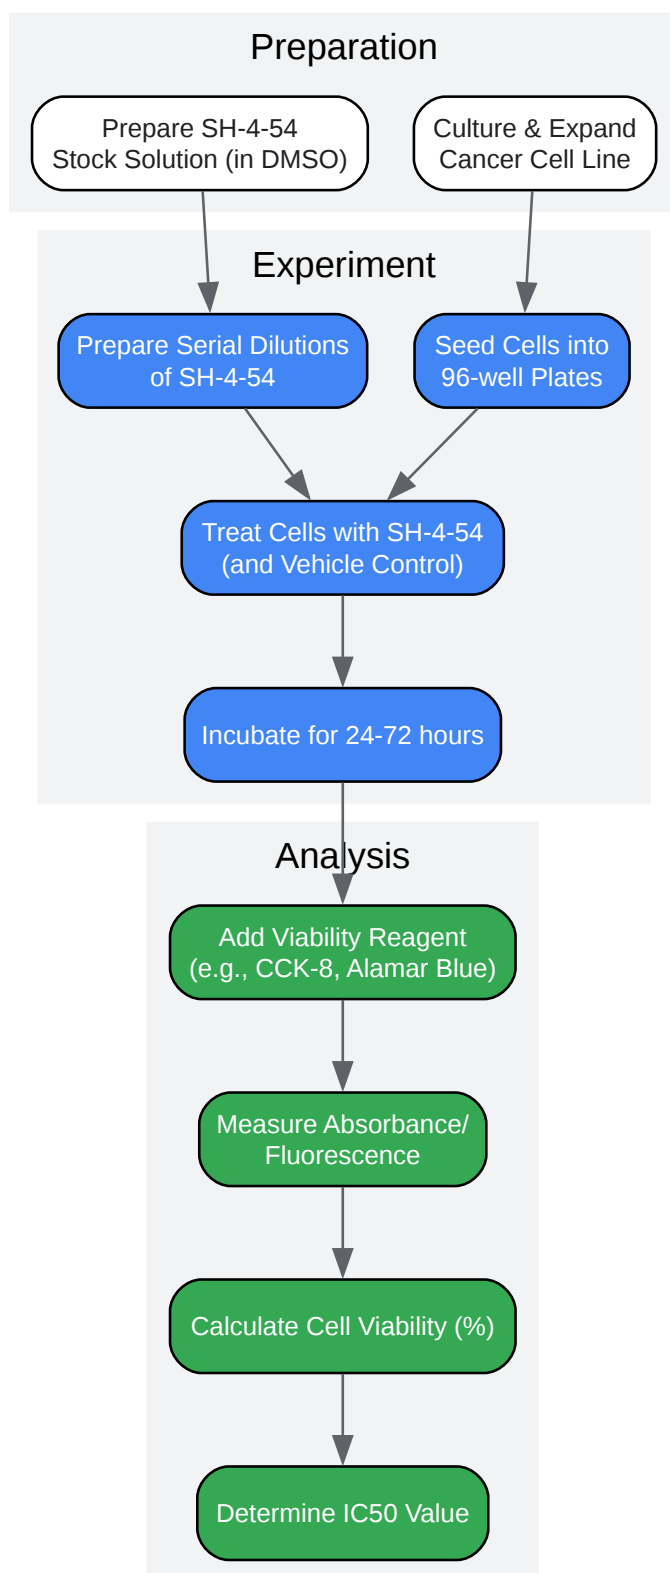 Preparation
Prepare SH-4-54
Stock Solution (in DMSO)
Culture & Expand
Cancer Cell Line
Experiment
Prepare Serial Dilutions
of SH-4-54
Seed Cells into
96-well Plates
Treat Cells with SH-4-54
(and Vehicle Control)
Incubate for 24-72 hours
Analysis
Add Viability Reagent
(e.g., CCK-8, Alamar Blue)
Measure Absorbance/
Fluorescence
Calculate Cell Viability (%)
Determine IC50 Value